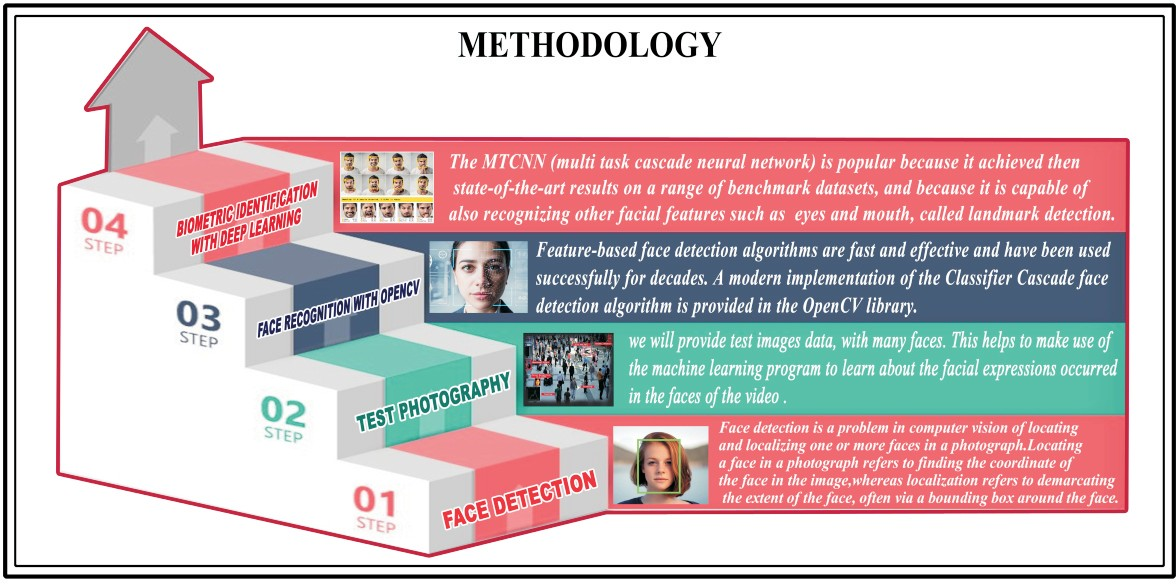 METHODOLOGY
04
STEP
BIOMETRIC IDENTIFICATION
WITH DEEP LEARNING
The MTCNN (multi task cascade neural network) is popular because it achieved then
state-of-the-art results on a range of benchmark datasets, and because it is capable of
also recognizing other facial features such as eyes and mouth, called landmark detection.
03
STEP
FACE RECOGNITION WITH OPENCV
Feature-based face detection algorithms are fast and effective and have been used
successfully for decades. A modern implementation of the Classifier Cascade face
detection algorithm is provided in the OpenCV library.
02
STEP
TEST PHOTOGRAPHY
we will provide test images data, with many faces. This helps to make use of
the machine learning program to learn about the facial expressions occurred
in the faces of the video .
01
STEP
FACE DETECTION
Face detection is a problem in computer vision of locating
and localizing one or more faces in a photograph.Locating
a face in a photograph refers to finding the coordinate of
the face in the image,whereas localization refers to demarcating
the extent of the face, often via a bounding box around the face.